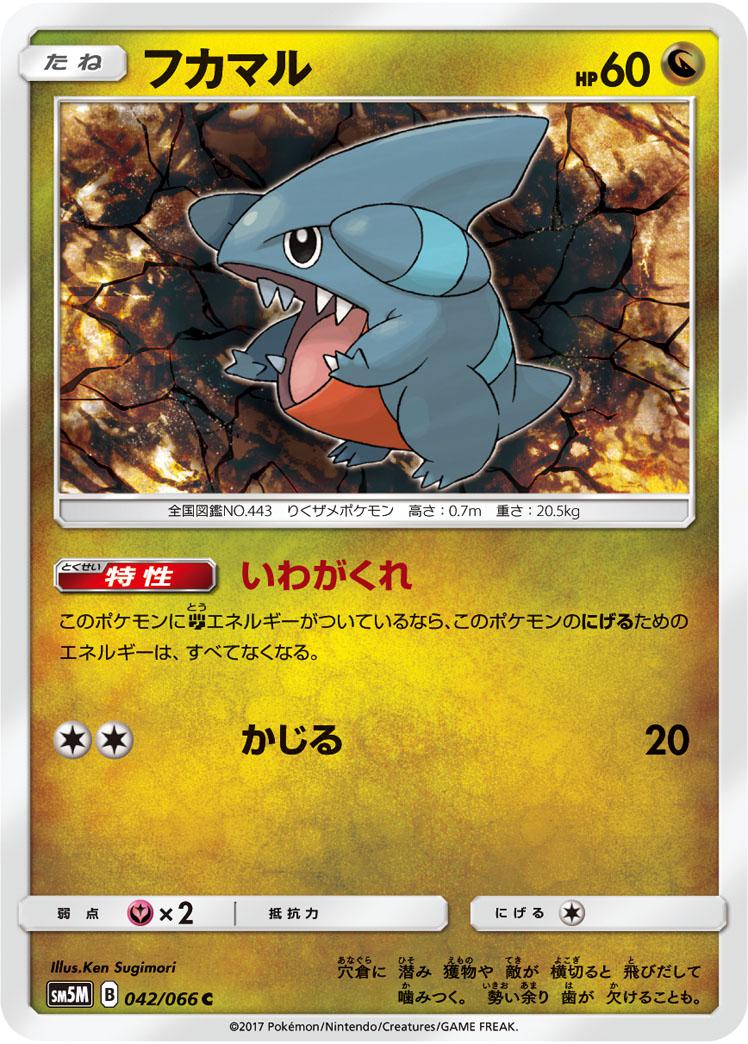 たね フカマル HP60
全国図鑑NO.443 りくザメポケモン 高さ:0.7m 重さ:20.5kg
とくせい
特性 いわがくれ
このポケモンに闘エネルギーがついているなら、このポケモンのにげるための
エネルギーは、すべてなくなる。
かじる 20
弱点 ×2 抵抗力 にげる
Illus.Ken Sugimori
穴倉に 潜み 獲物や 敵が 横切ると 飛びだして
噛みつく。 勢い余り 歯が 欠けることも。
SM5M B 042/066 C
©2017 Pokémon/Nintendo/Creatures/GAME FREAK.